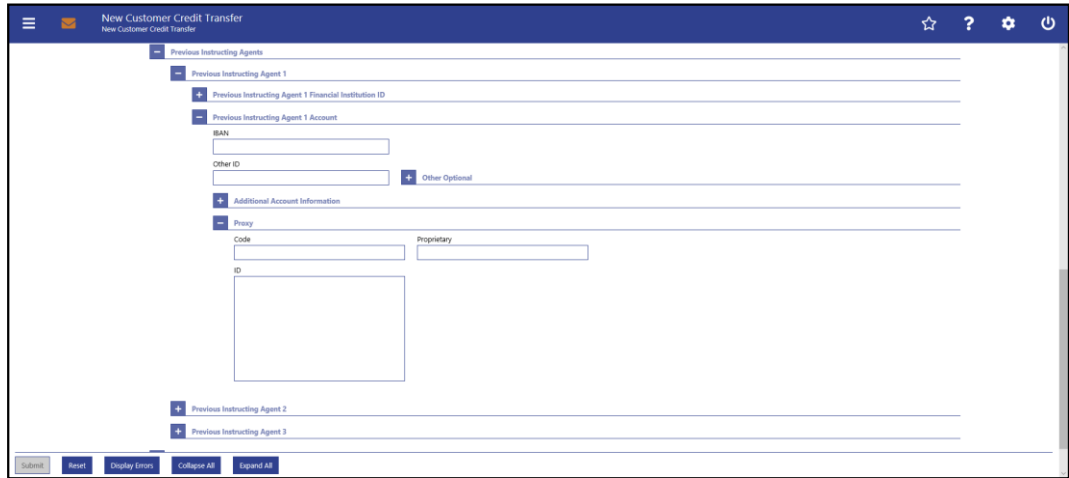 New Customer Credit Transfer
New Customer Credit Transfer
Previous Instructing Agents
Previous Instructing Agent 1
Previous Instructing Agent 1 Financial Institution ID
Previous Instructing Agent 1 Account
IBAN
Other ID
Other Optional
Additional Account Information
Proxy
Code Proprietary
ID
Previous Instructing Agent 2
Previous Instructing Agent 3
Submit Reset Display Errors Collapse All Expand All